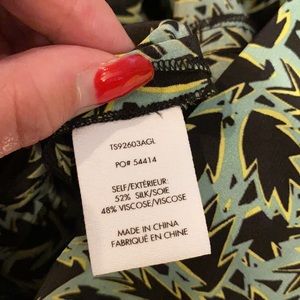 TS92603AGL
PO# 54414
SELF/EXTÉRIEUR:
52% SILK/SOIE
48% VISCOSE/VISCOSE
MADE IN CHINA
FABRIQUÉ EN CHINE